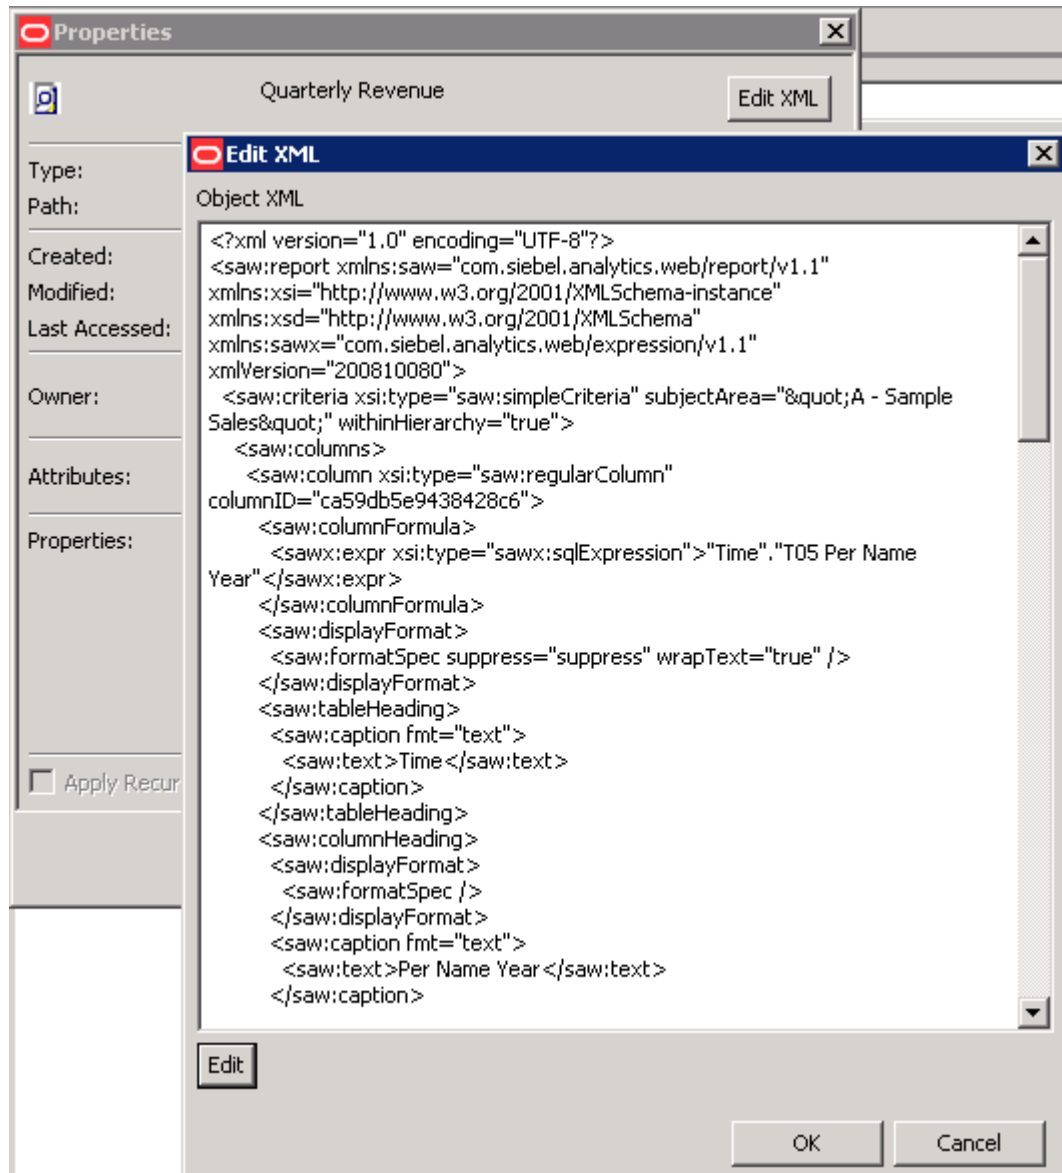 Properties
Quarterly Revenue
Edit XML
Type:
Path:
Created:
Modified:
Last Accessed:
Owner:
Attributes:
Properties:
Apply Recur
Edit XML
Object XML
<?xml version="1.0" encoding="UTF-8"?>
<saw:report xmlns:saw="com.siebel.analytics.web/report/v1.1"
xmlns:xsi="http://www.w3.org/2001/XMLSchema-instance"
xmlns:xsd="http://www.w3.org/2001/XMLSchema"
xmlns:sawx="com.siebel.analytics.web/expression/v1.1"
xmlVersion="200810080">
<saw:criteria xsi:type="saw:simpleCriteria" subjectArea="&quot;A - Sample
Sales&quot;" withinHierarchy="true">
<saw:columns>
<saw:column xsi:type="saw:regularColumn"
columnID="ca59db5e9438428c6">
<saw:columnFormula>
<sawx:expr xsi:type="sawx:sqlExpression">"Time"."T05 Per Name
Year"</sawx:expr>
</saw:columnFormula>
<saw:displayFormat>
<saw:formatSpec suppress="suppress" wrapText="true" />
</saw:displayFormat>
<saw:tableHeading>
<saw:caption fmt="text">
<saw:text>Time</saw:text>
</saw:caption>
</saw:tableHeading>
<saw:columnHeading>
<saw:displayFormat>
<saw:formatSpec />
</saw:displayFormat>
<saw:caption fmt="text">
<saw:text>Per Name Year</saw:text>
</saw:caption>
Edit
OK
Cancel